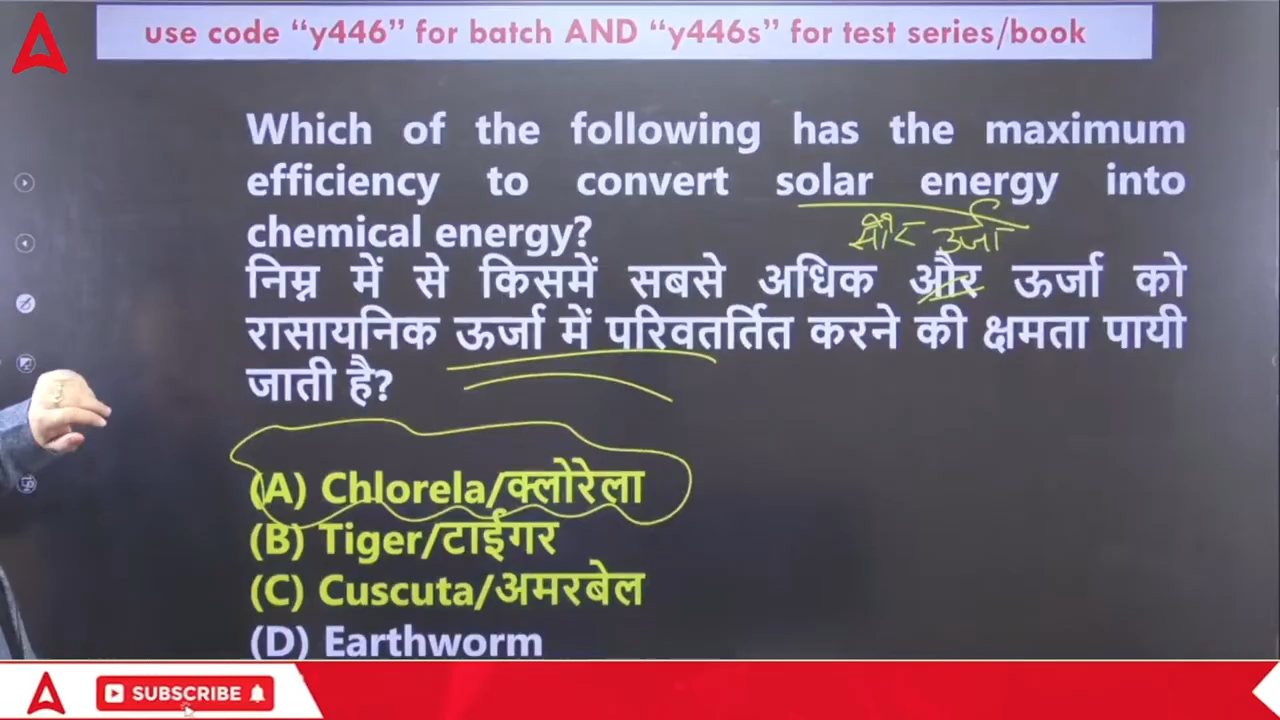 use code “y446” for batch AND “y446s” for test series/book
Which of the following has the maximum
efficiency to convert solar energy into
chemical energy?
सौर ऊर्जा
निम्न में से किसमें सबसे अधिक और ऊर्जा को
रासायनिक ऊर्जा में परिवतर्तित करने की क्षमता पायी
जाती है?
(A) Chlorela/क्लोरेला
(B) Tiger/टाईगर
(C) Cuscuta/अमरबेल
(D) Earthworm
SUBSCRIBE